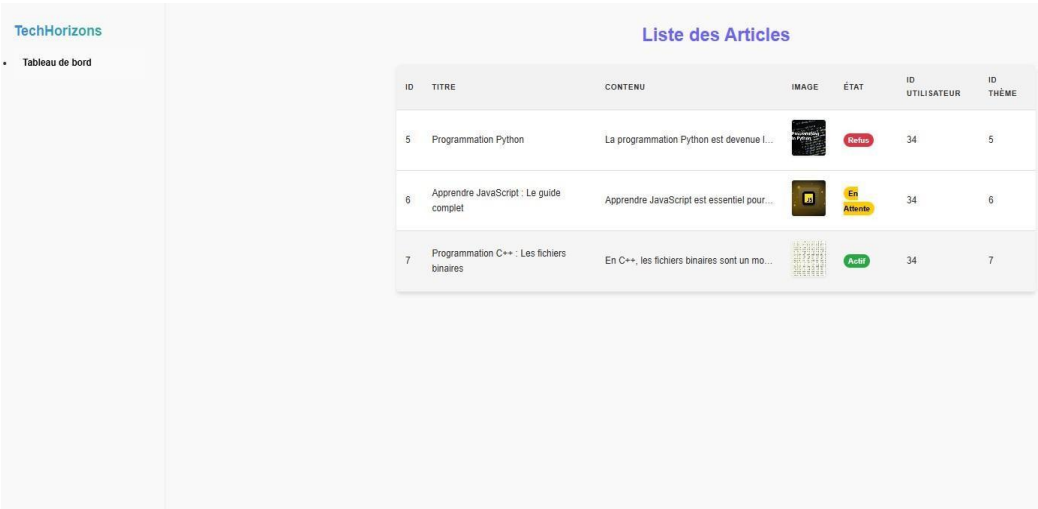 TechHorizons
Tableau de bord
Liste des Articles
ID TITRE CONTENU IMAGE ÉTAT ID UTILISATEUR ID THÈME
5 Programmation Python La programmation Python est devenue l... Refus 34 5
6 Apprendre JavaScript : Le guide complet Apprendre JavaScript est essentiel pour... JS En Attente 34 6
7 Programmation C++ : Les fichiers binaires En C++, les fichiers binaires sont un mo... Actif 34 7